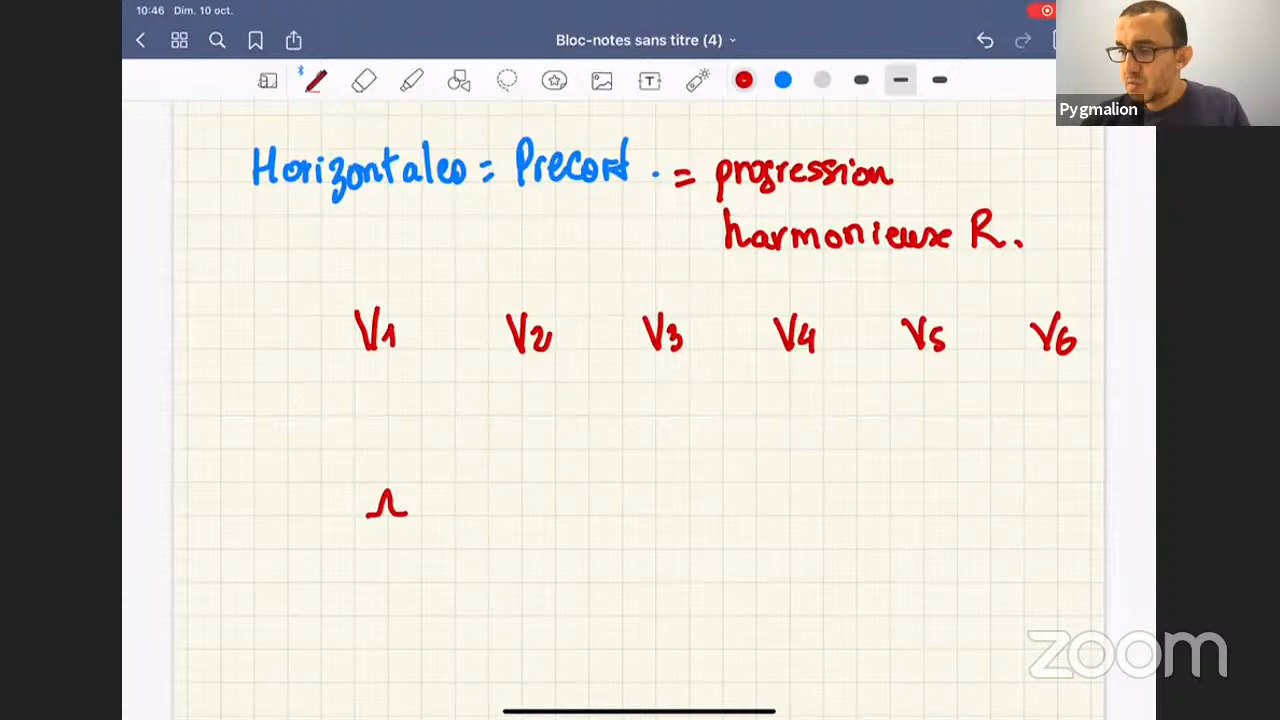 10:46 Dim. 10 oct.
Bloc-notes sans titre (4)
Pygmalion
Horizontales = Precord. = progression
harmonieuse R.
V1 V2 V3 V4 V5 V6
zoom